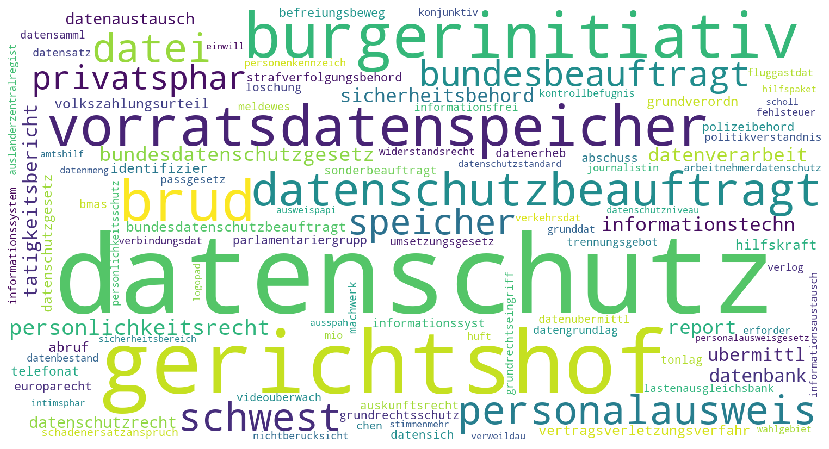 befreiungsbeweg konjunktiv
datenaustausch
datensamml
datei
einwill
burgerinitiativ
datensatz
personenkennzeich
privatsphar
strafverfolgungsbehord
bundesbeauftragt
fluggastdat
loschung
sicherheitsbehord
kontrollbefugnis
hilfspaket
auslanderzentralregist
volkszahlungsurteil
meldewes
informationsfrei
grundverordn
scholl
fehlsteuer
vorratsdatenspeicher
polizeibehord
politikverstandnis
tatigkeitsbericht
amtshilf
bundesdatenschutzgesetz
widerstandsrecht
datenerheb
abschuss
datenverarbeit
datenmeng
identifizier
sonderbeauftragt
datenschutzstandard
journalistin
arbeitnehmerdatenschutz
passgesetz
brud
datenschutzbeauftragt
informationssystem
datenschutzgesetz
bmas
personlichkeitsschutz
ausweispapi
speicher
datenschutzniveau
verkehrsdat
informationstechn
bundesdatenschutzbeauftragt
grunddat
verbindungsdat
parlamentariergrupp
umsetzungsgesetz
trennungsgebot
hilfskraft
datenschutz
logopad
verlog
machwerk
grundrechtseingriff
informationsaustausch
personlichkeitsrecht
ausspah
informationssyst
datenubermittl
report
erforder
sicherheitsbereich
mio
datengrundlag
personalausweisgesetz
abruf
gerichtshof
huft
ubermittl
datenbestand
tonlag
telefonat
datenbank
europarecht
lastenausgleichsbank
videouberwach
intimsphar
schwest
auskunftsrecht
personalausweis
grundrechtsschutz
datenschutzrecht
chen
stimmenmehr
schadenersatzanspruch
datensich
vertragsverletzungsverfahr
wahlgebiet
nichtberucksicht
verweildau